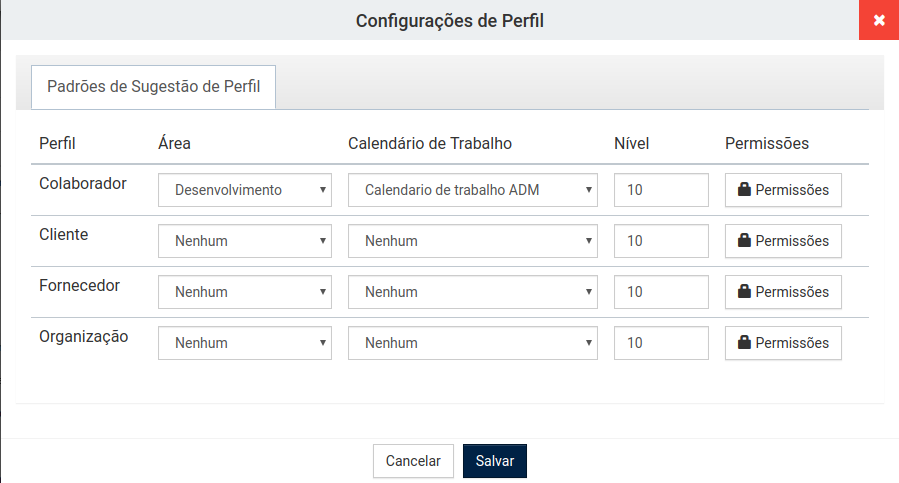 Configurações de Perfil
Padrões de Sugestão de Perfil
Perfil Área Calendário de Trabalho Nível Permissões
Colaborador Desenvolvimento Calendario de trabalho ADM 10 Permissões
Cliente Nenhum Nenhum 10 Permissões
Fornecedor Nenhum Nenhum 10 Permissões
Organização Nenhum Nenhum 10 Permissões
Cancelar Salvar